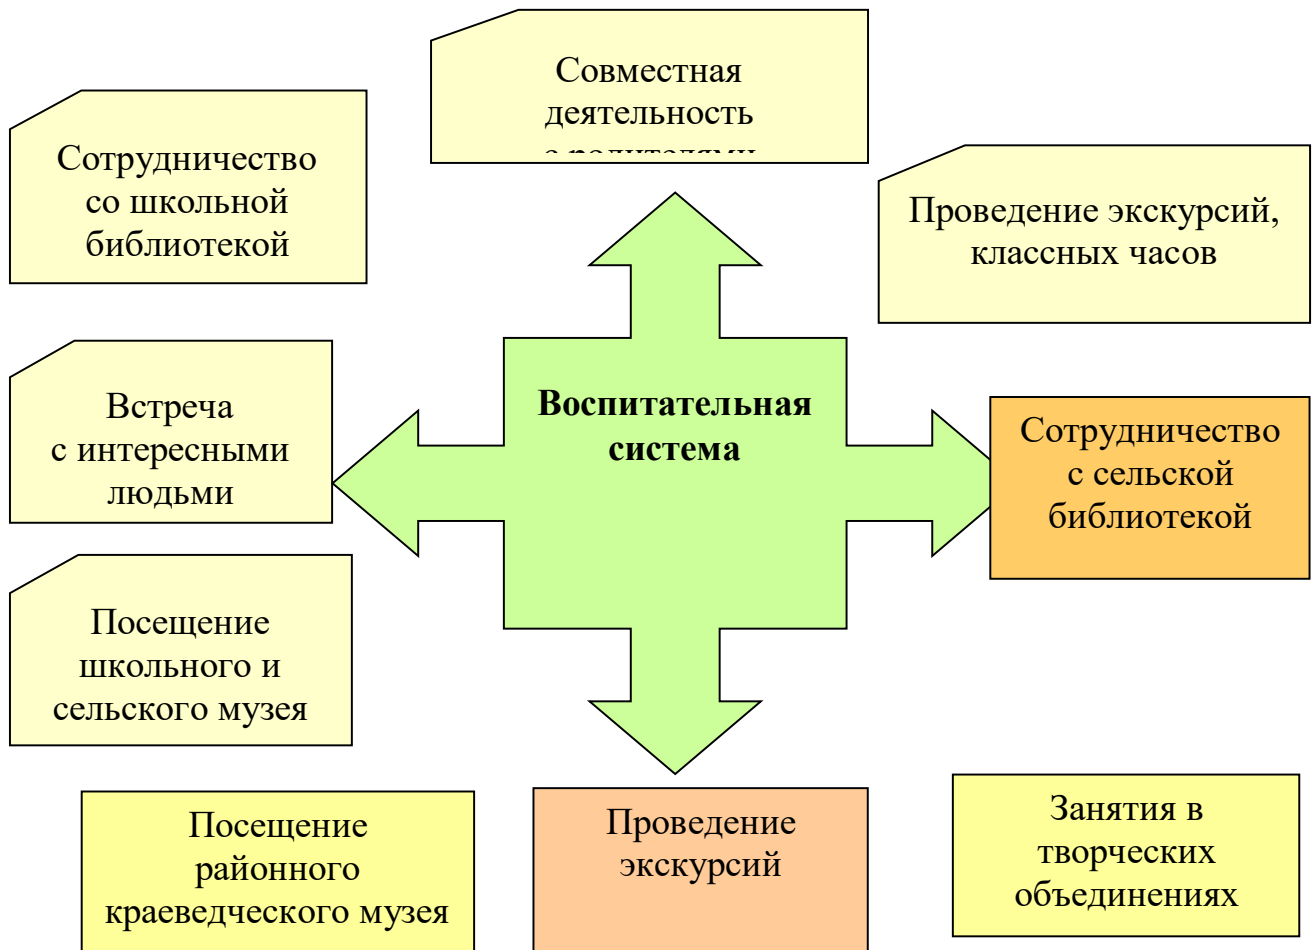 Совместная
деятельность
с родителями
Сотрудничество
со школьной
библиотекой
Проведение экскурсий,
классных часов
Встреча
с интересными
людьми
Воспитательная
система
Сотрудничество
с сельской
библиотекой
Посещение
школьного и
сельского музея
Посещение
районного
краеведческого музея
Проведение
экскурсий
Занятия в
творческих
объединениях